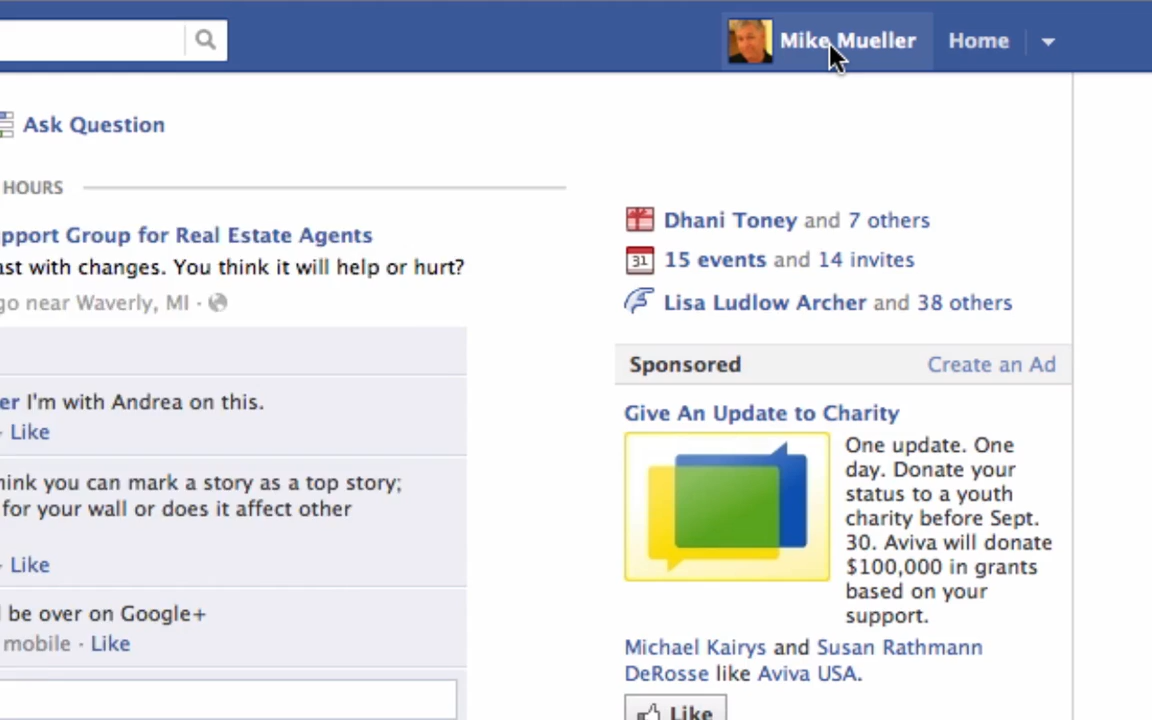 Mike Mueller Home
Ask Question
HOURS
pport Group for Real Estate Agents
ast with changes. You think it will help or hurt?
go near Waverly, MI ·
er I'm with Andrea on this.
· Like
hink you can mark a story as a top story;
for your wall or does it affect other
· Like
be over on Google+
mobile · Like
Dhani Toney and 7 others
31 15 events and 14 invites
Lisa Ludlow Archer and 38 others
Sponsored Create an Ad
Give An Update to Charity
One update. One
day. Donate your
status to a youth
charity before Sept.
30. Aviva will donate
$100,000 in grants
based on your
support.
Michael Kairys and Susan Rathmann
DeRosse like Aviva USA.
Like